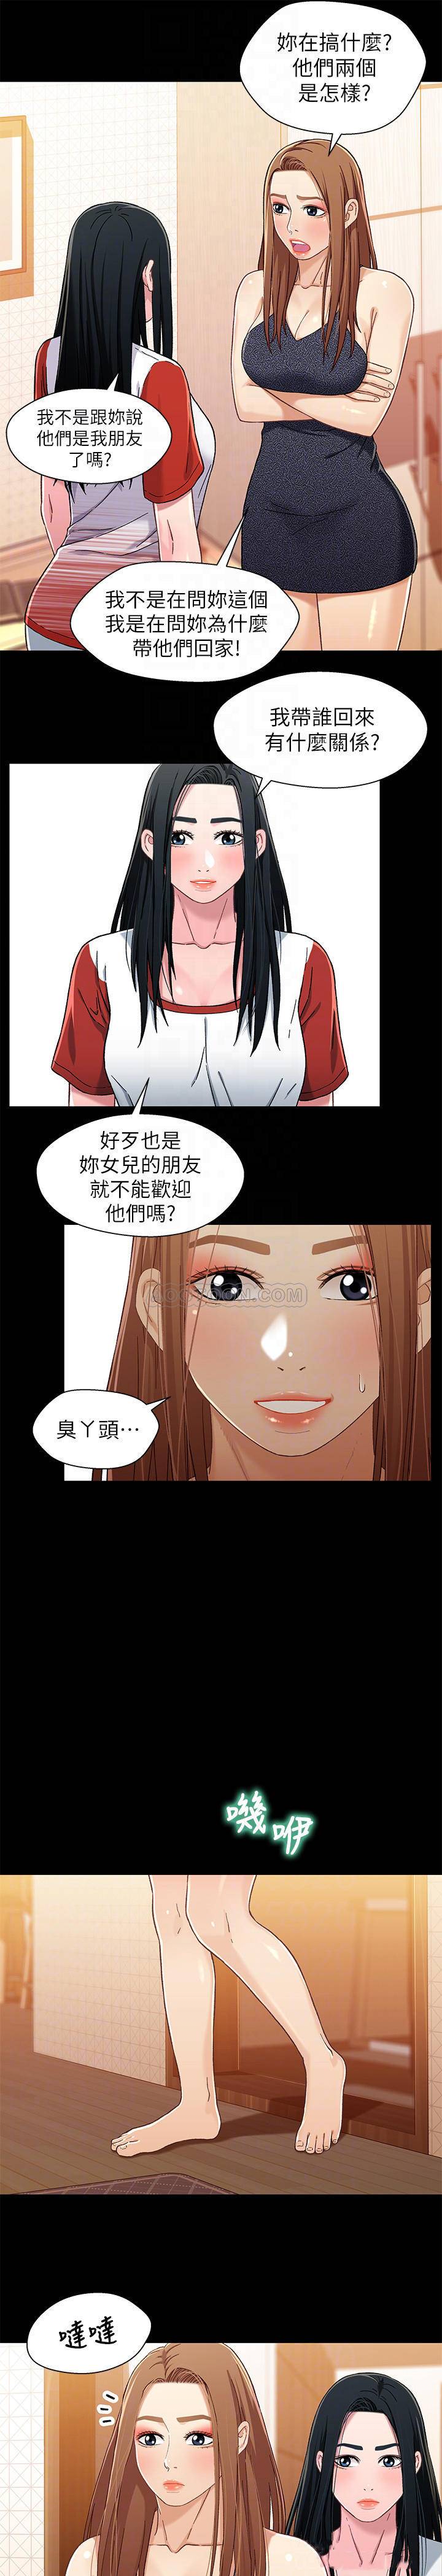 妳在搞什麼?
他們兩個
是怎樣?
我不是跟妳說
他們是我朋友
了嗎?
我不是在問妳這個
我是在問妳為什麼
帶他們回家!
我帶誰回來
有什麼關係?
好歹也是
妳女兒的朋友
就不能歡迎
他們嗎?
臭丫頭…
嘰咿
噠噠